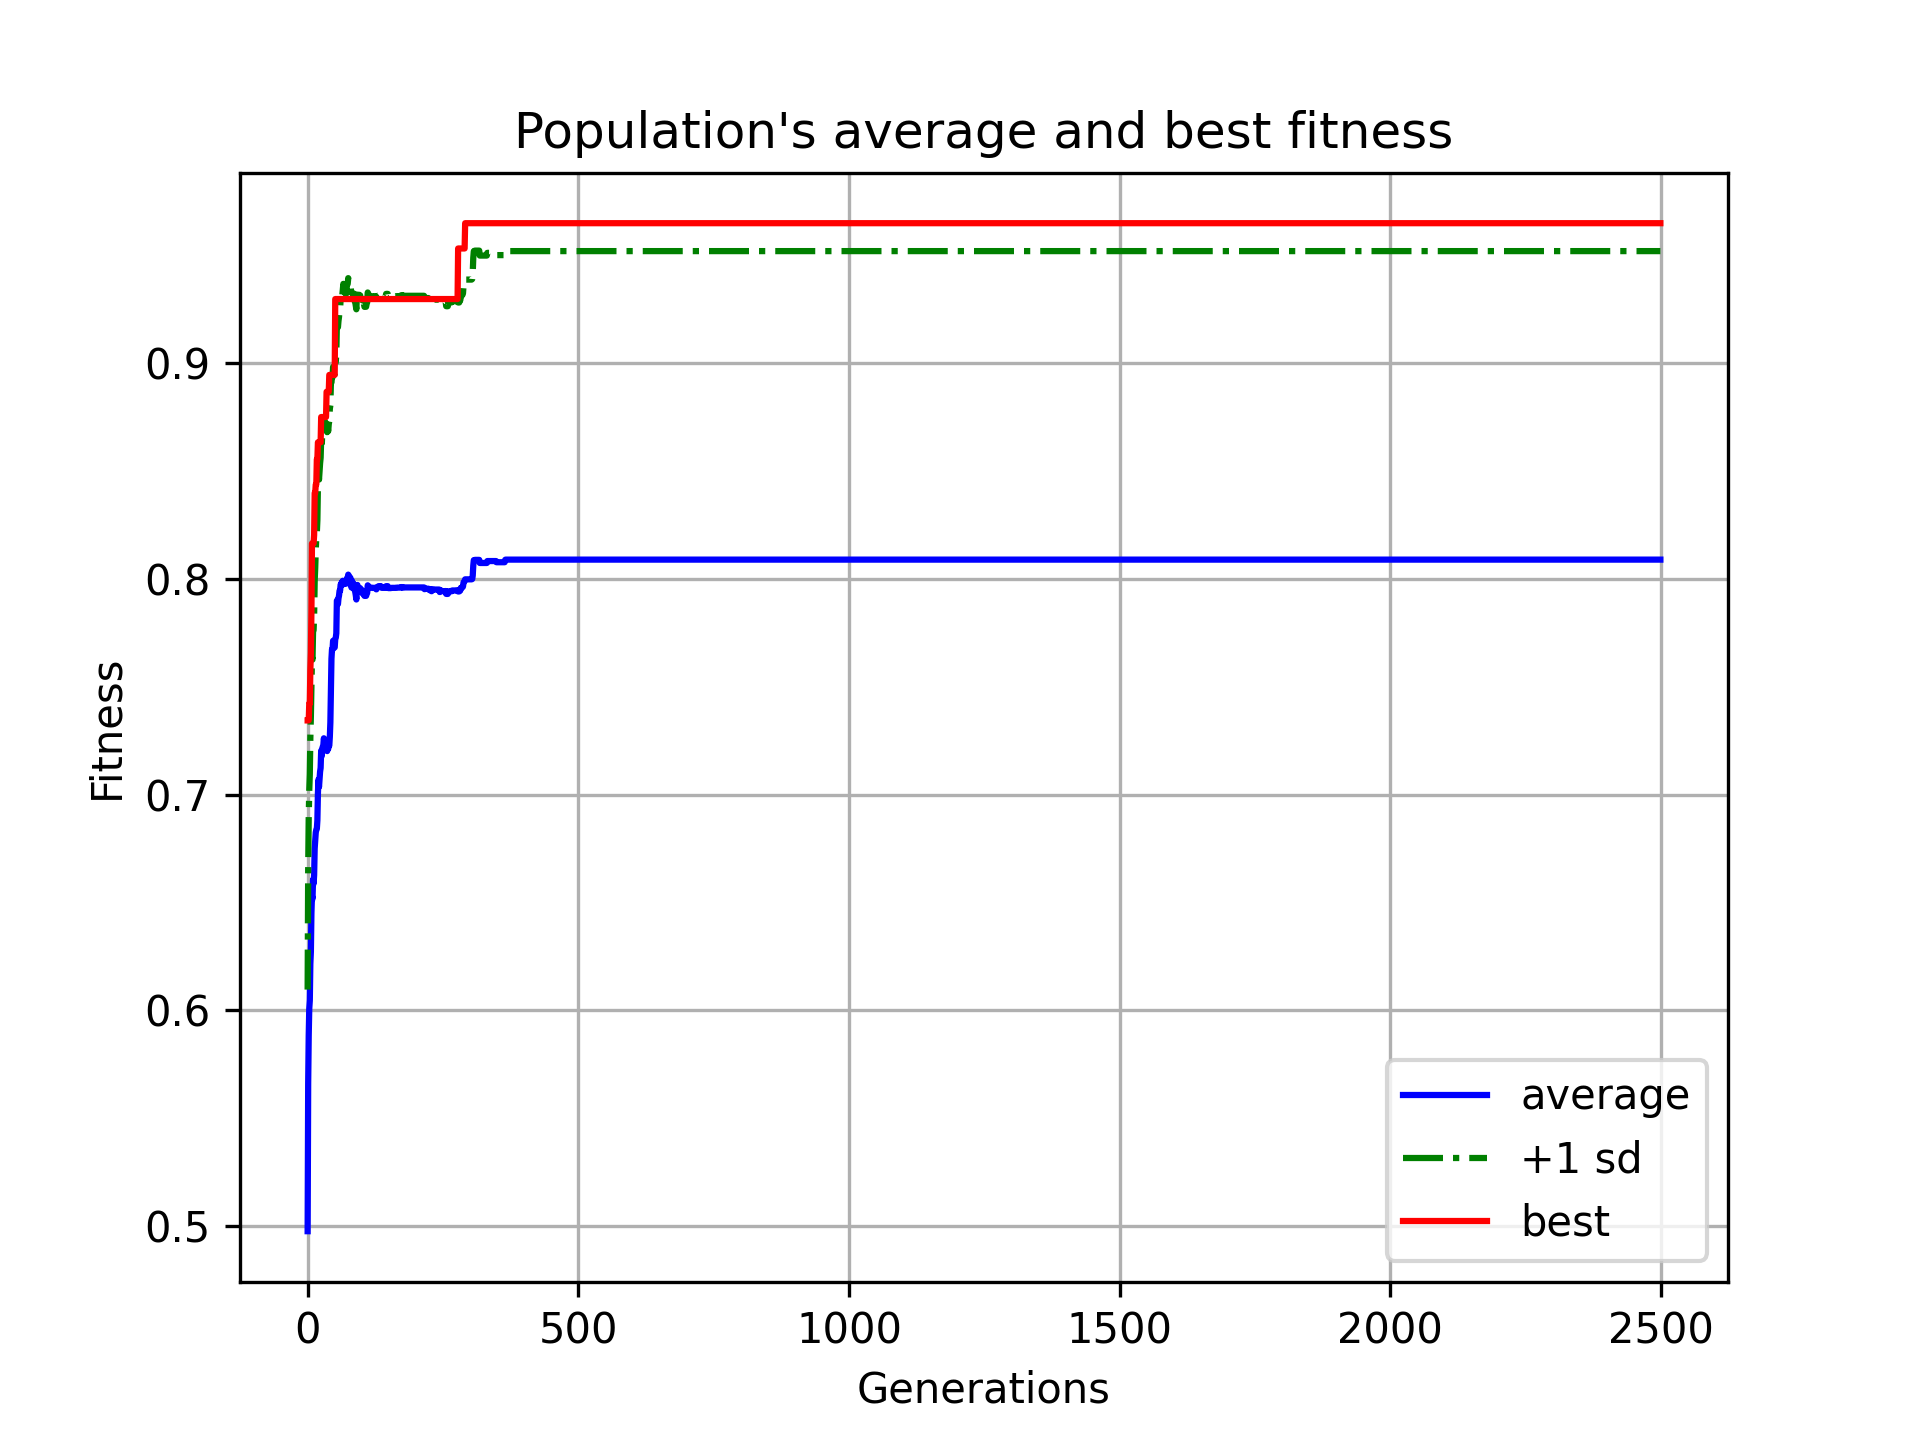 Population's average and best fitness
0.9
0.8
0.7
0.6
0.5
Fitness
average
+1 sd
best
0 500 1000 1500 2000 2500
Generations